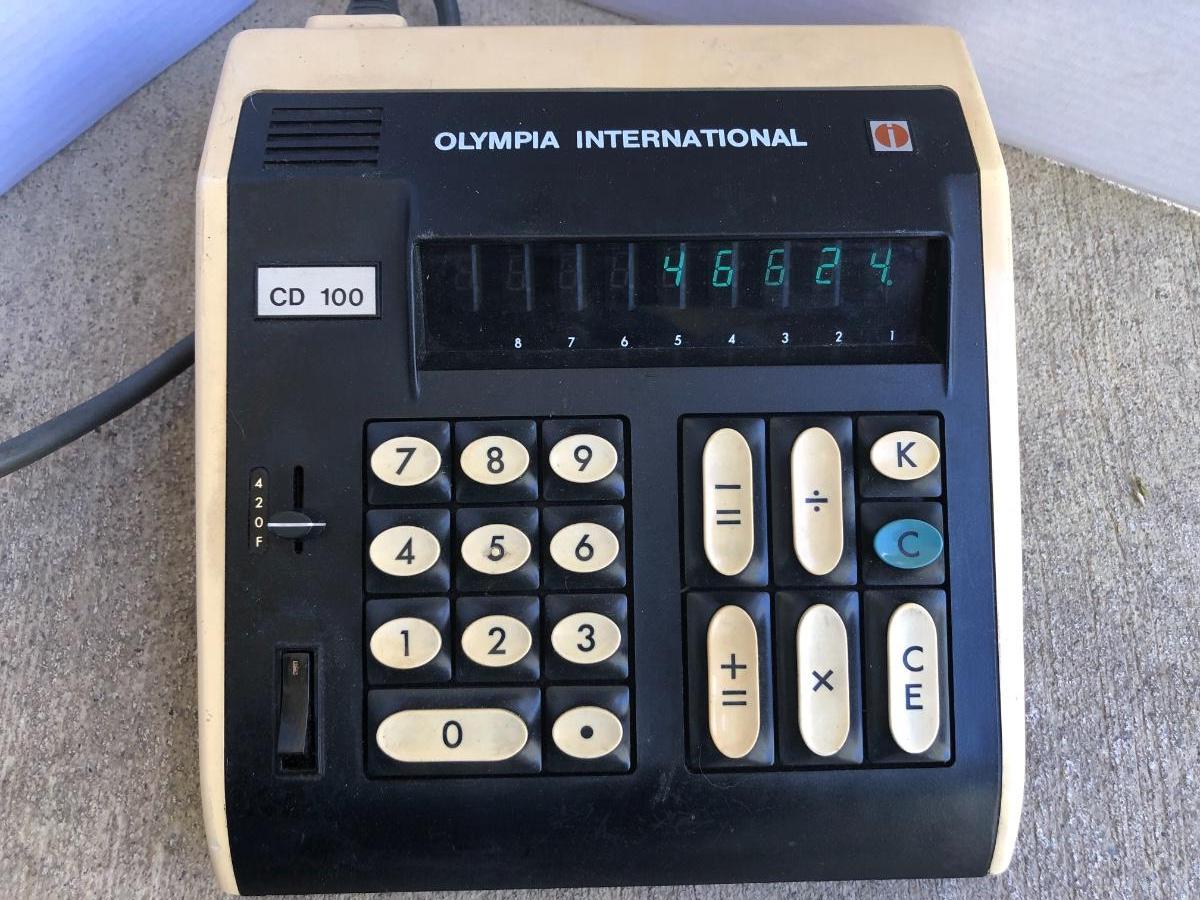 OLYMPIA INTERNATIONAL
i
CD 100
46624.
8 7 6 5 4 3 2 1
4
2
0
F
7 8 9
4 5 6
1 2 3
0 •
− = ÷ K
C
+ = × C E